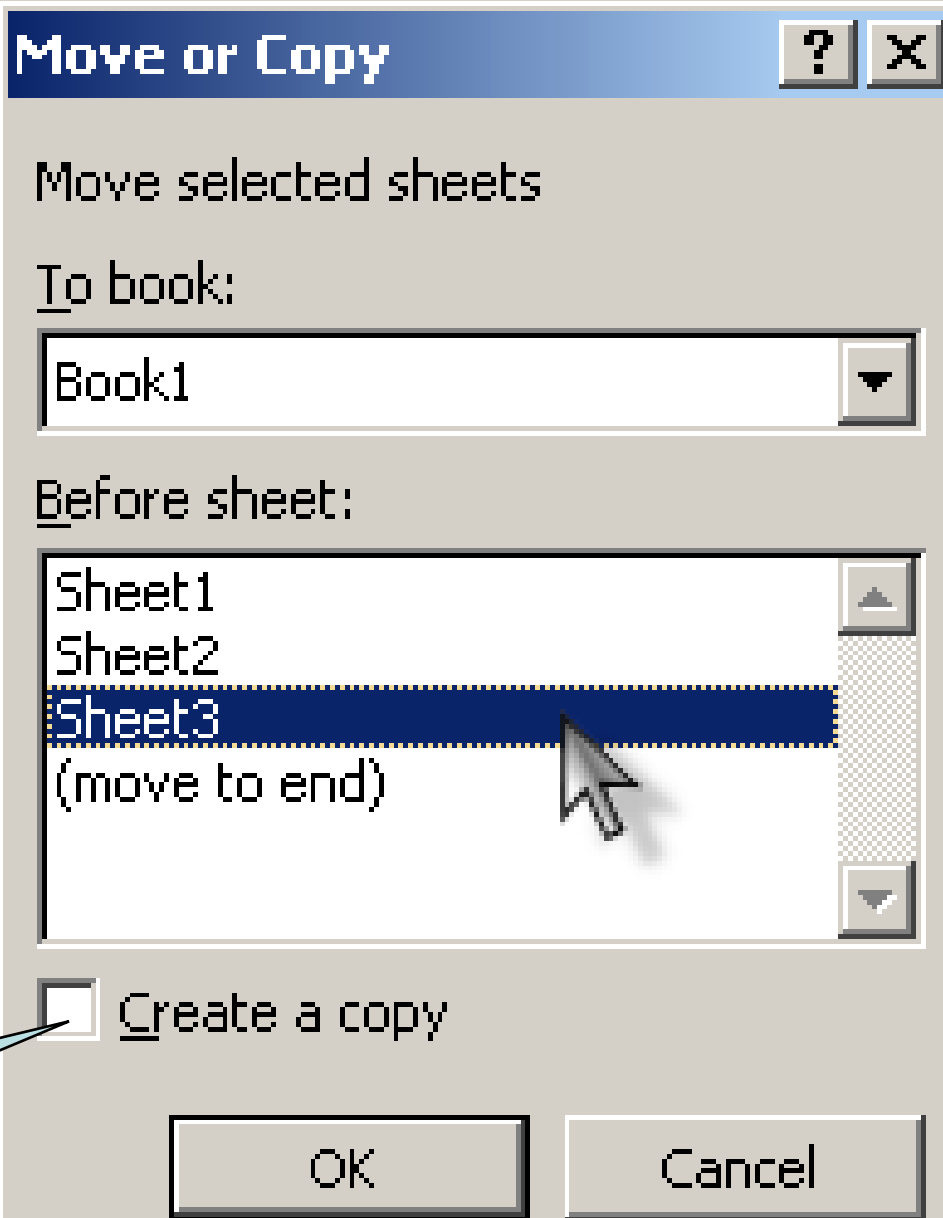 Move or Copy ? X
Move selected sheets
To book:
Book1
Before sheet:
Sheet1
Sheet2
Sheet3
(move to end)
Create a copy
OK Cancel